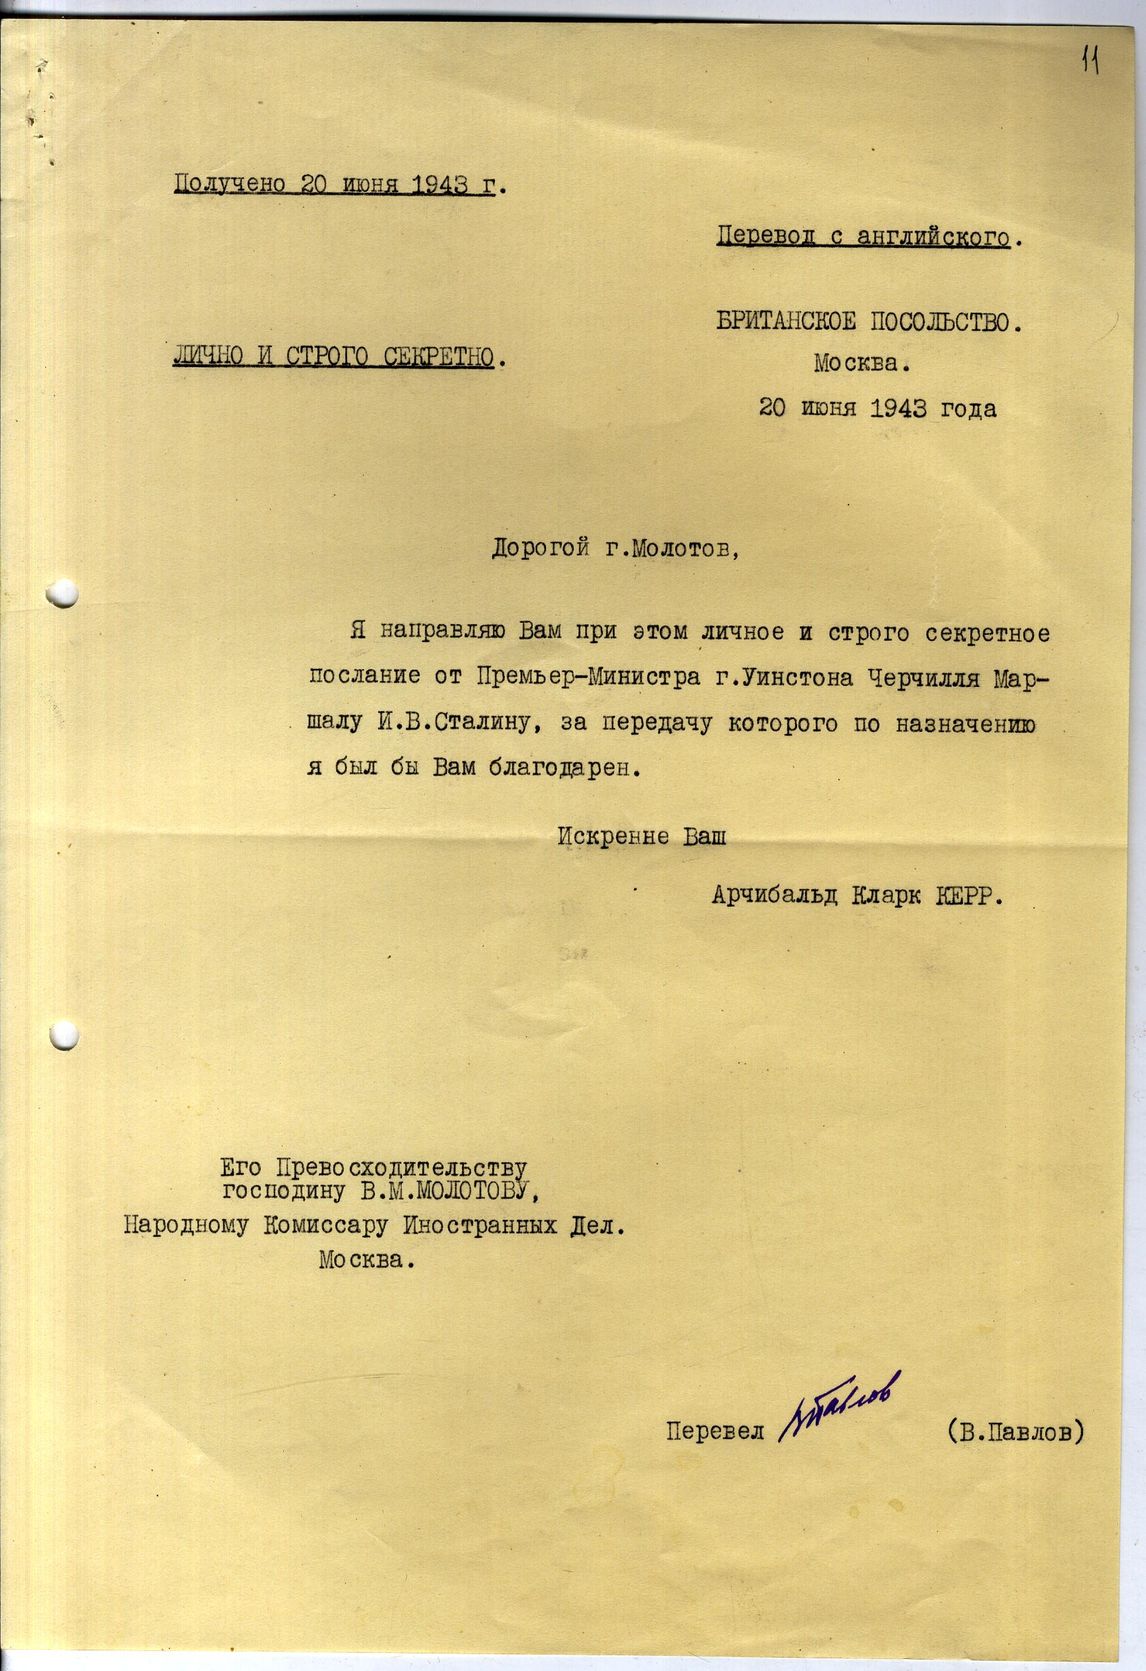 11
Получено 20 июня 1943 г.
Перевод с английского.
БРИТАНСКОЕ ПОСОЛЬСТВО.
ЛИЧНО И СТРОГО СЕКРЕТНО.
Москва.
20 июня 1943 года
Дорогой г.Молотов,
Я направляю Вам при этом личное и строго секретное
послание от Премьер-Министра г.Уинстона Черчилля Мар-
шалу И.В.Сталину, за передачу которого по назначению
я был бы Вам благодарен.
Искренне Ваш
Арчибальд Кларк КЕРР.
Его Превосходительству
господину В.М.МОЛОТОВУ,
Народному Комиссару Иностранных Дел.
Москва.
Перевел ВПавлов (В.Павлов)